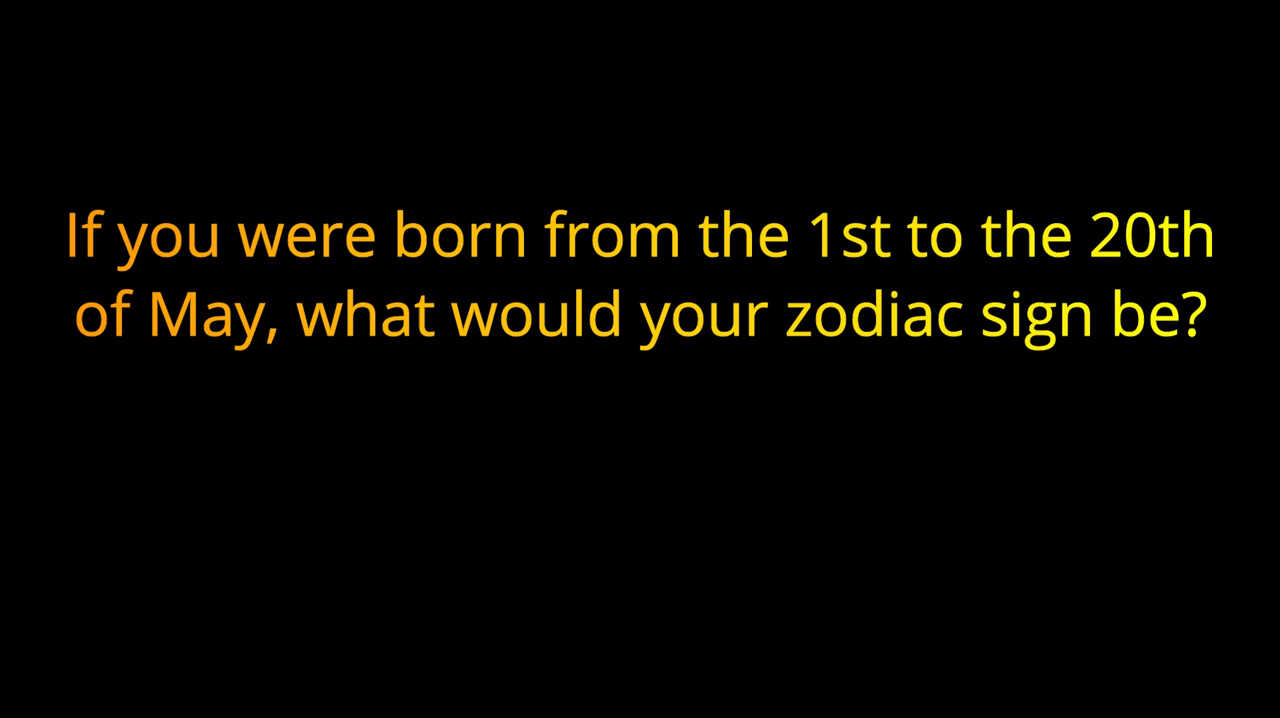 If you were born from the 1st to the 20th
of May, what would your zodiac sign be?